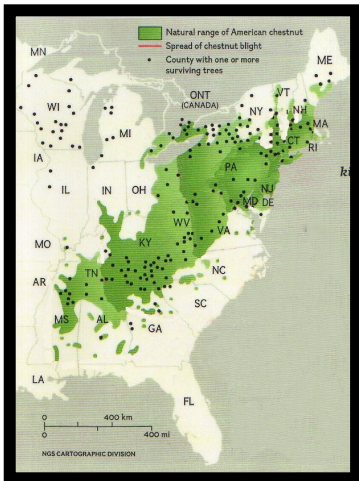 Natural range of American chestnut
Spread of chestnut blight
County with one or more
surviving trees
MN
ME
ONT
(CANADA)
VT
NH
WI
NY
MA
MI
CT
RI
IA
PA
IL
IN
OH
NJ
MD
DE
WV
VA
MO
KY
NC
TN
AR
SC
MS
AL
GA
LA
FL
0
400 km
0
400 mi
NGS CARTOGRAPHIC DIVISION